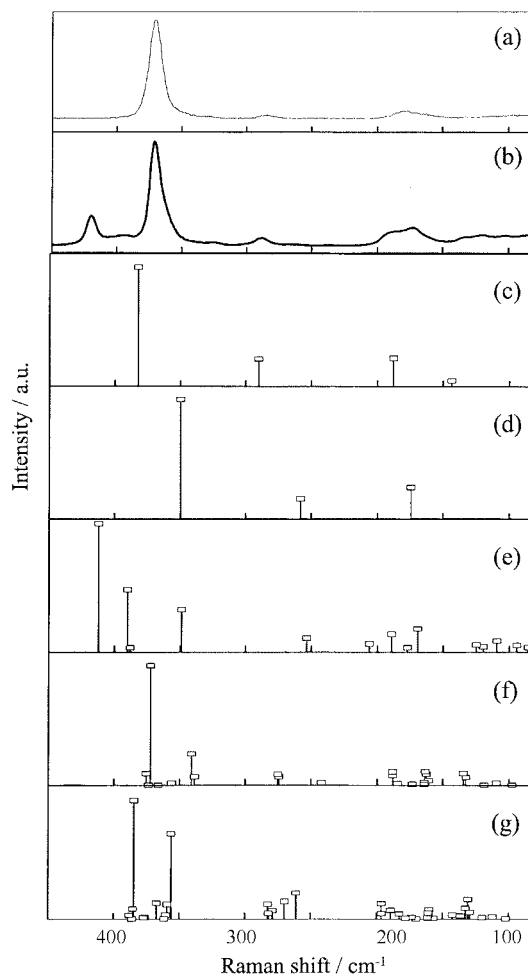 (a)
(b)
(c)
(d)
(e)
(f)
(g)
Intensity / a.u.
400 300 200 100
Raman shift / cm⁻¹